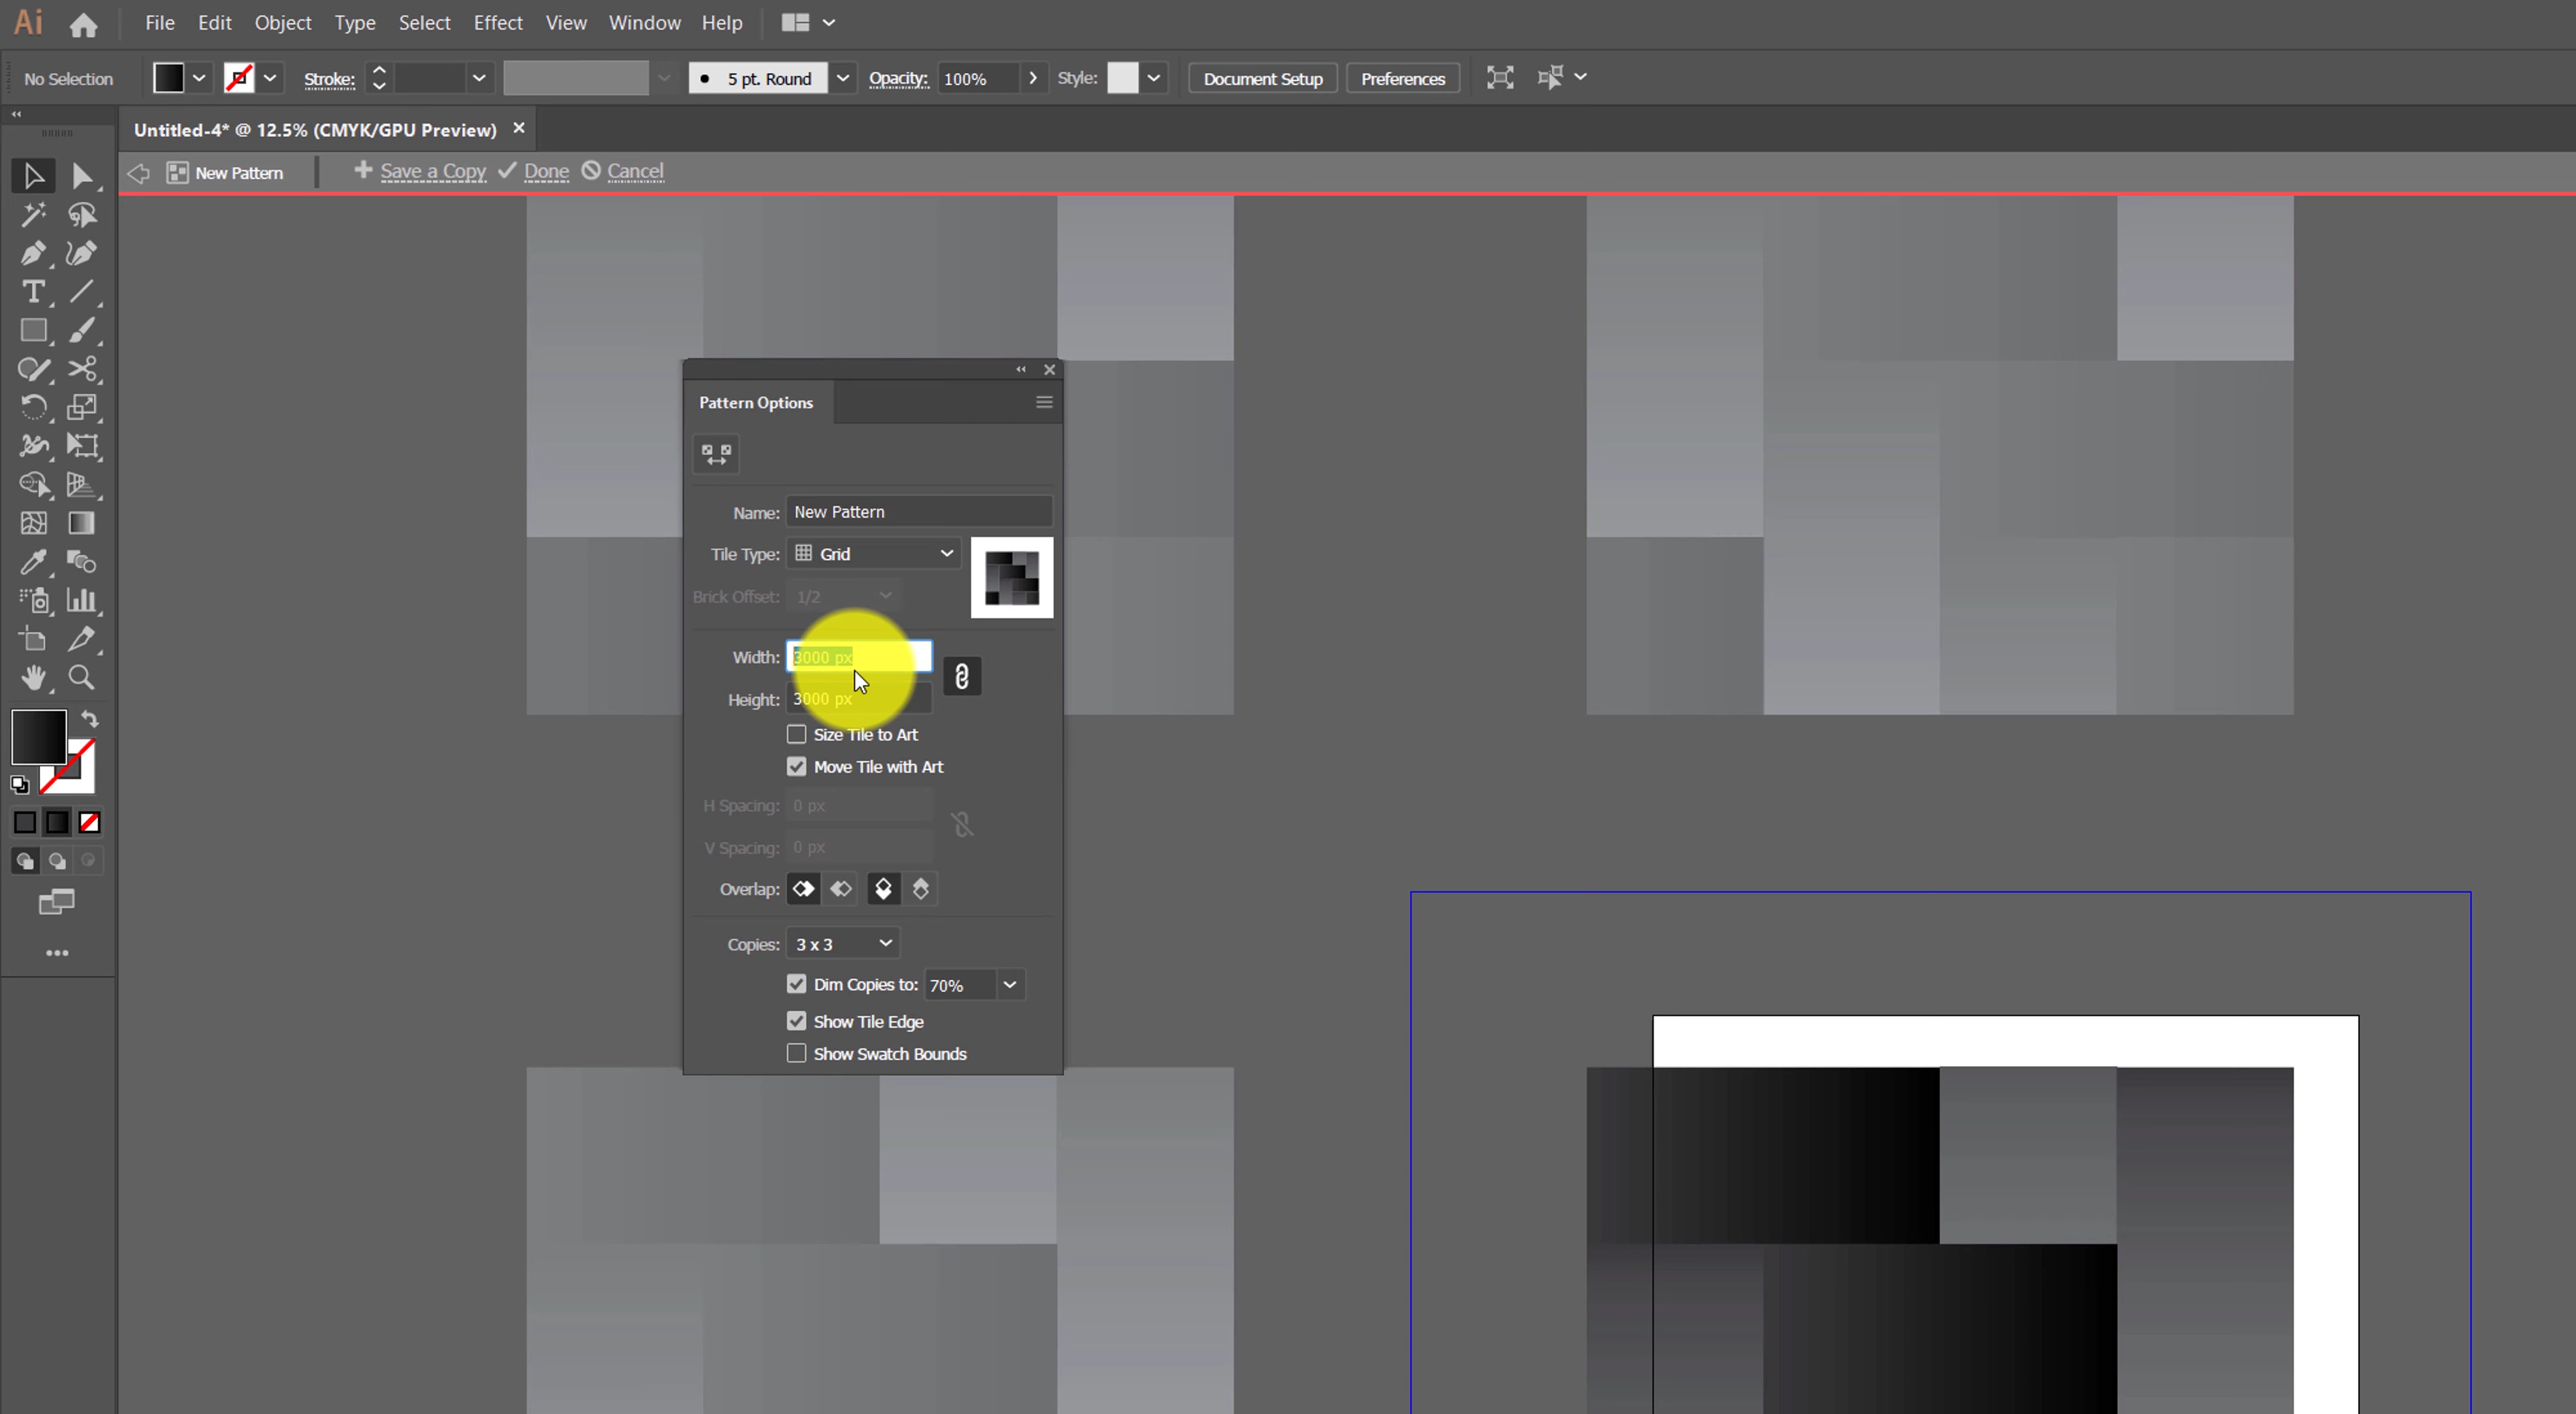 Ai File Edit Object Type Select Effect View Window Help
No Selection Stroke: 5 pt. Round Opacity: 100% Style: Document Setup Preferences
Untitled-4* @ 12.5% (CMYK/GPU Preview)
New Pattern Save a Copy Done Cancel
Pattern Options
Name: New Pattern
Tile Type: Grid
Brick Offset: 1/2
Width: 3000 px
Height: 3000 px
Size Tile to Art
Move Tile with Art
H Spacing: 0 px
V Spacing: 0 px
Overlap:
Copies: 3 x 3
Dim Copies to: 70%
Show Tile Edge
Show Swatch Bounds